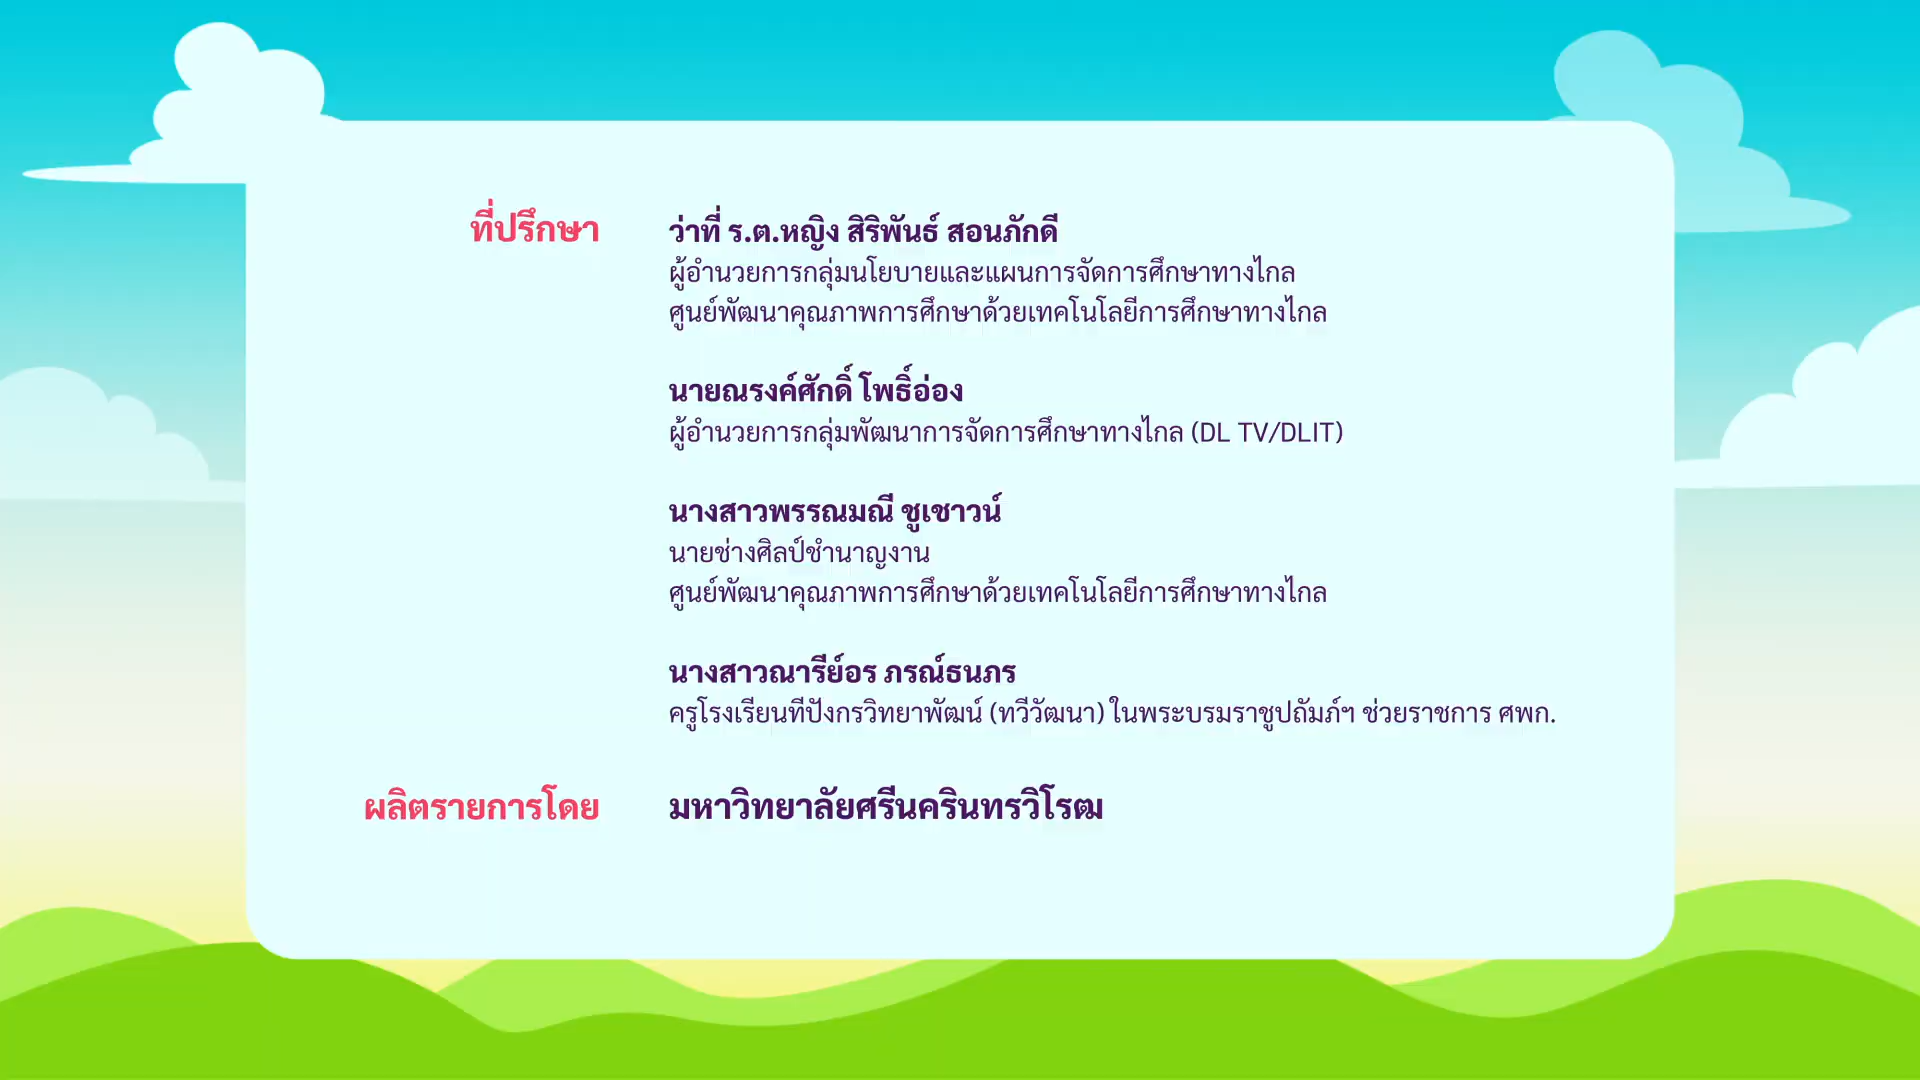 ที่ปรึกษา ว่าที่ ร.ต.หญิง สิริพันธ์ สอนภักดี
ผู้อำนวยการกลุ่มนโยบายและแผนการจัดการศึกษาทางไกล
ศูนย์พัฒนาคุณภาพการศึกษาด้วยเทคโนโลยีการศึกษาทางไกล
นายณรงค์ศักดิ์ โพธิ์อ่อง
ผู้อำนวยการกลุ่มพัฒนาการจัดการศึกษาทางไกล (DL TV/DLIT)
นางสาวพรรณมณี ชูเชาวน์
นายช่างศิลป์ชำนาญงาน
ศูนย์พัฒนาคุณภาพการศึกษาด้วยเทคโนโลยีการศึกษาทางไกล
นางสาวณารีย์อร ภรณ์ธนภร
ครูโรงเรียนทีปังกรวิทยาพัฒน์ (ทวีวัฒนา) ในพระบรมราชูปถัมภ์ฯ ช่วยราชการ ศพก.
ผลิตรายการโดย มหาวิทยาลัยศรีนครินทรวิโรฒ